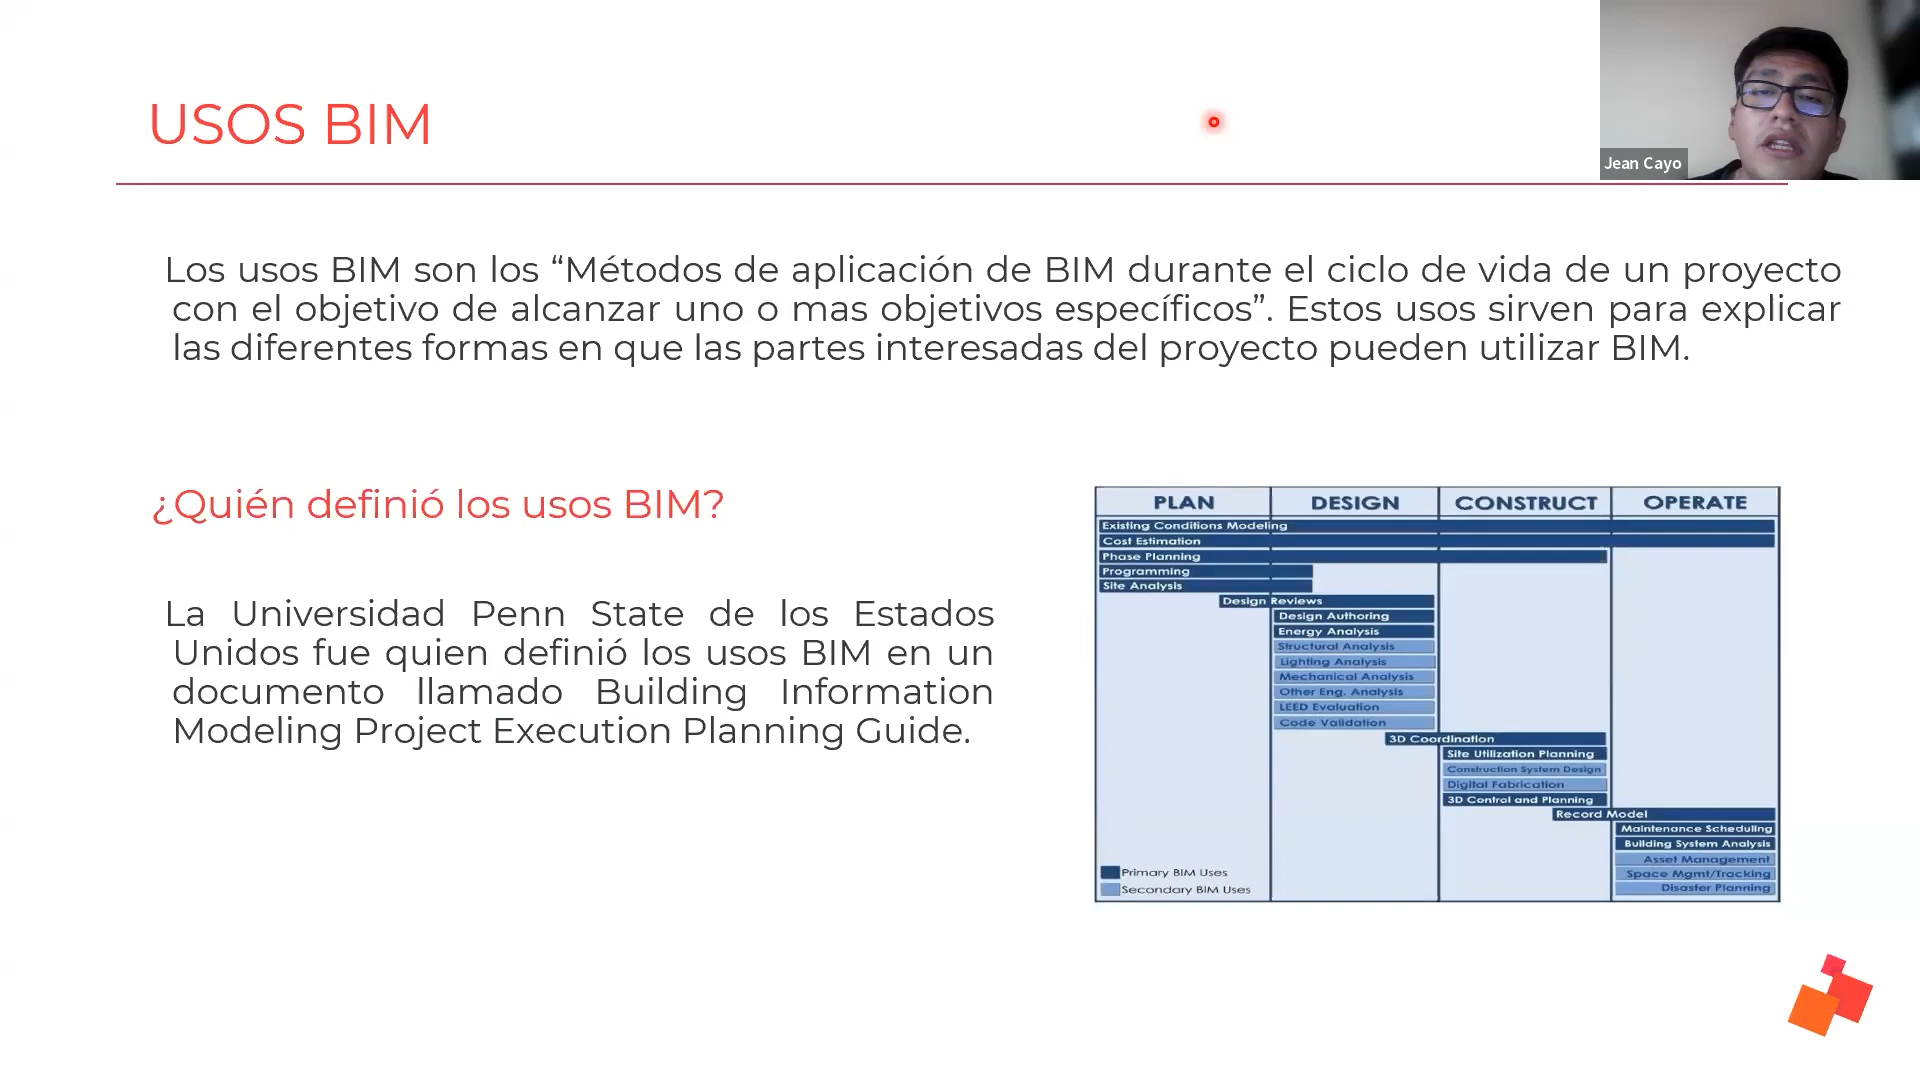 USOS BIM
Jean Cayo
Los usos BIM son los “Métodos de aplicación de BIM durante el ciclo de vida de un proyecto
con el objetivo de alcanzar uno o mas objetivos específicos”. Estos usos sirven para explicar
las diferentes formas en que las partes interesadas del proyecto pueden utilizar BIM.
¿Quién definió los usos BIM?
La Universidad Penn State de los Estados
Unidos fue quien definió los usos BIM en un
documento llamado Building Information
Modeling Project Execution Planning Guide.
PLAN DESIGN CONSTRUCT OPERATE
Existing Conditions Modeling
Cost Estimation
Phase Planning
Programming
Site Analysis
Design Reviews
Design Authoring
Energy Analysis
Structural Analysis
Lighting Analysis
Mechanical Analysis
Other Eng. Analysis
LEED Evaluation
Code Validation
3D Coordination
Site Utilization Planning
Construction System Design
Digital Fabrication
3D Control and Planning
Record Model
Maintenance Scheduling
Building System Analysis
Asset Management
Space Mgmt/Tracking
Disaster Planning
Primary BIM Uses
Secondary BIM Uses